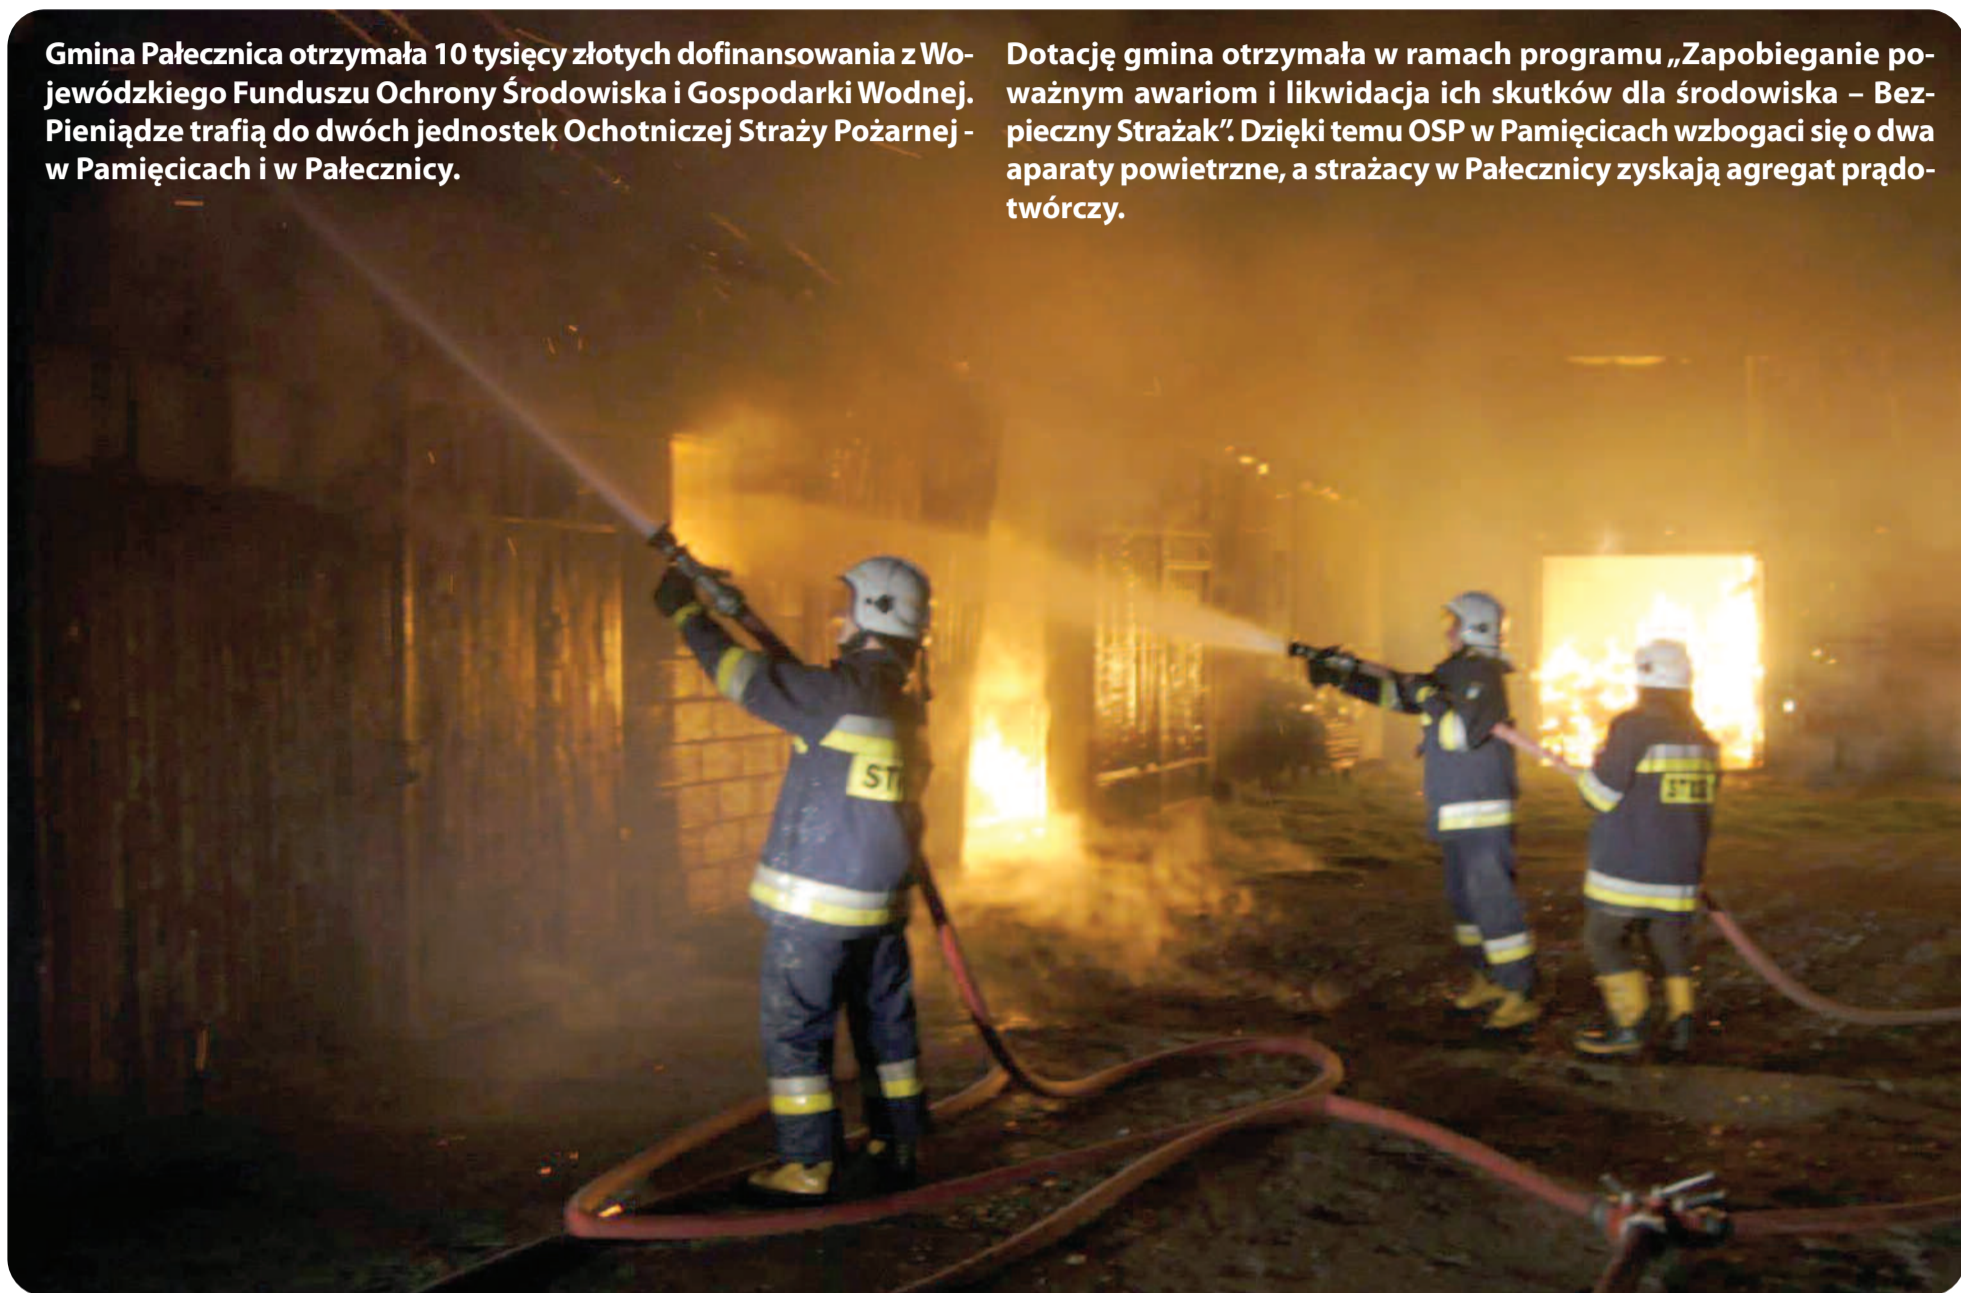 Gmina Pałecznica otrzymała 10 tysięcy złotych dofinansowania z Wo-
jewódzkiego Funduszu Ochrony Środowiska i Gospodarki Wodnej.
Pieniądze trafią do dwóch jednostek Ochotniczej Straży Pożarnej -
w Pamięcicach i w Pałecznicy.
Dotację gmina otrzymała w ramach programu „Zapobieganie po-
ważnym awariom i likwidacja ich skutków dla środowiska – Bez-
pieczny Strażak”. Dzięki temu OSP w Pamięcicach wzbogaci się o dwa
aparaty powietrzne, a strażacy w Pałecznicy zyskają agregat prądo-
twórczy.
ST